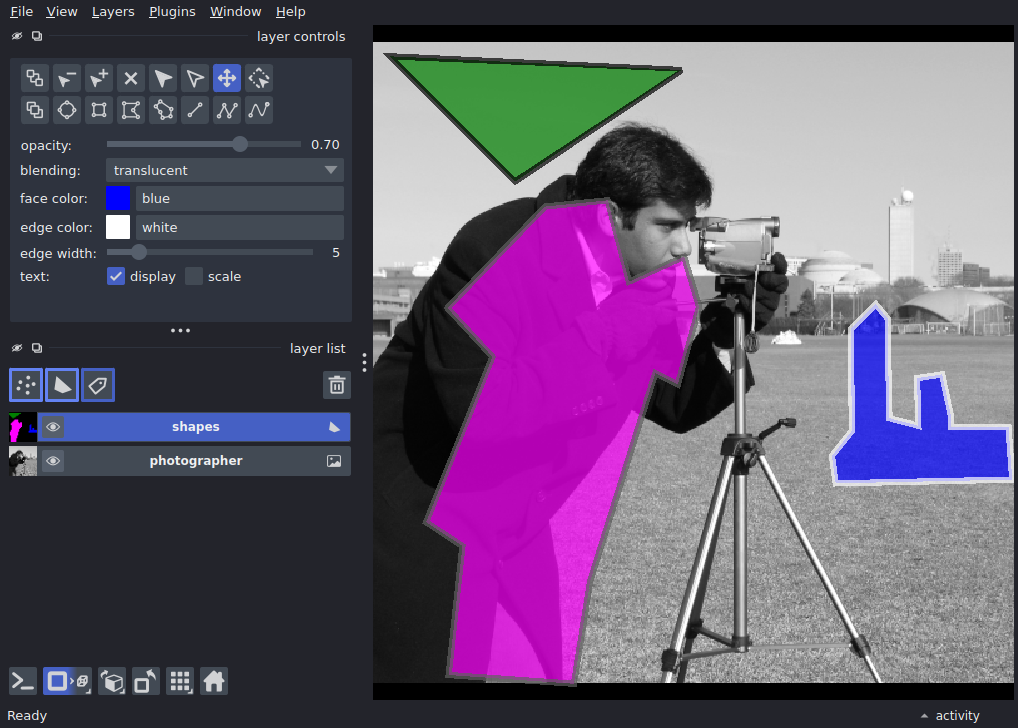 File View Layers Plugins Window Help
layer controls
opacity: 0.70
blending: translucent
face color: blue
edge color: white
edge width: 5
text: display scale
layer list
shapes
photographer
Ready activity